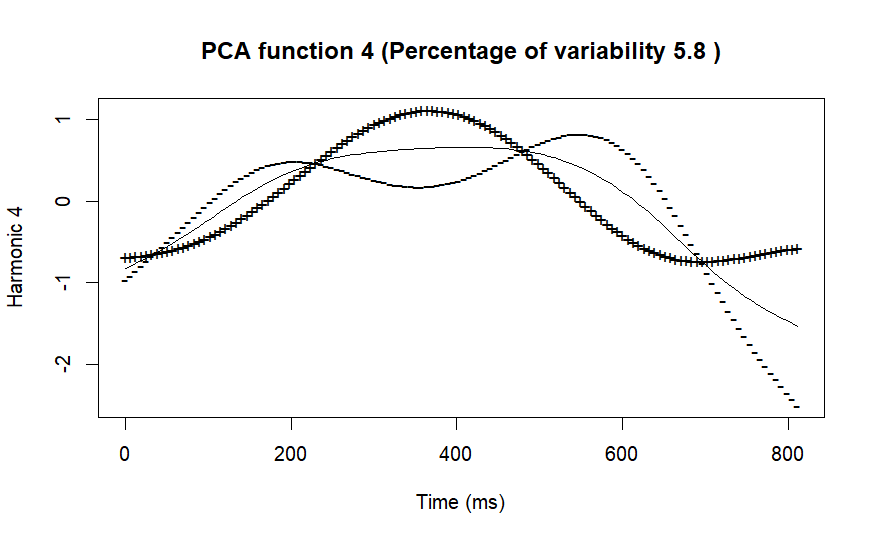 PCA function 4 (Percentage of variability 5.8 )
Harmonic 4
1
0
-1
-2
0 200 400 600 800
Time (ms)